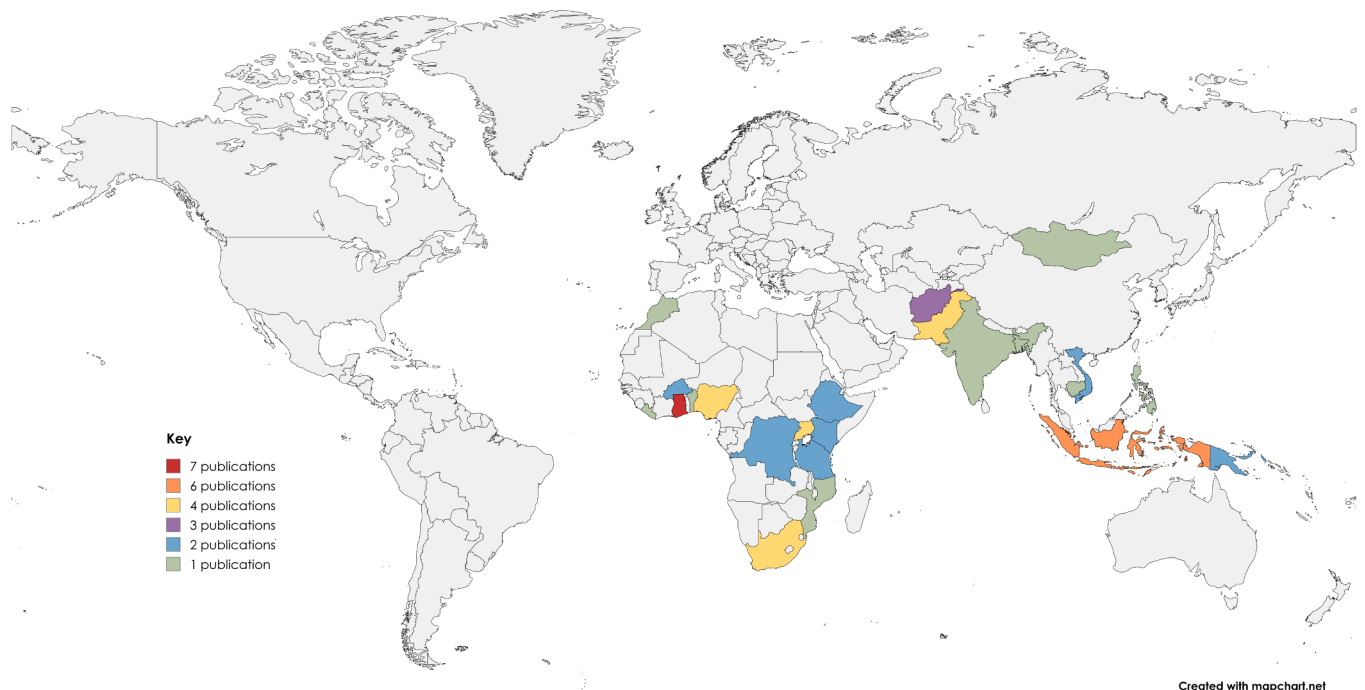 Key
7 publications
6 publications
4 publications
3 publications
2 publications
1 publication
Created with mapchart.net